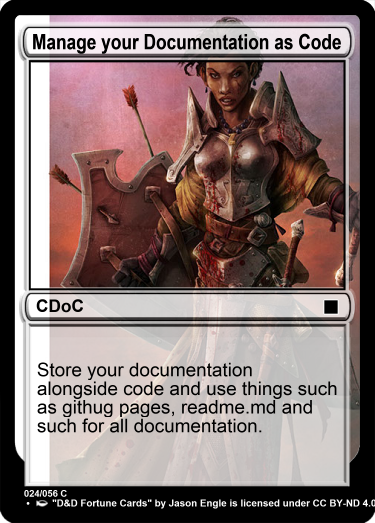 Manage your Documentation as Code
CDoC
Store your documentation
alongside code and use things such
as githug pages, readme.md and
such for all documentation.
024/056 C
• "D&D Fortune Cards" by Jason Engle is licensed under CC BY-ND 4.0